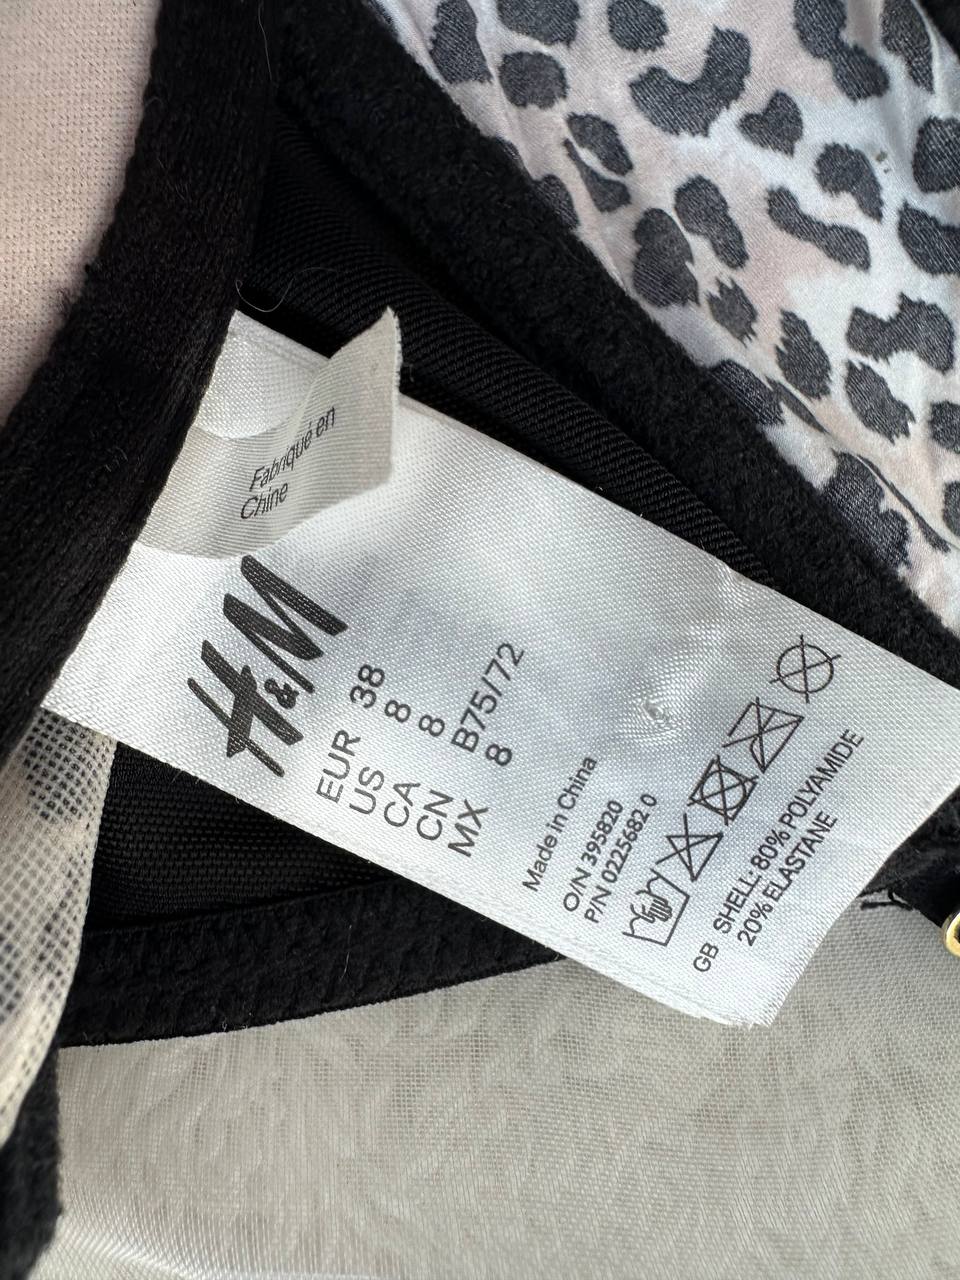 Fabriqué en
Chine
H&M
EUR 38
US 8
CA 8
CN B75/72
MX 8
Made in China
O/N 395820
P/N 0225682 0
GB SHELL: 80% POLYAMIDE
20% ELASTANE